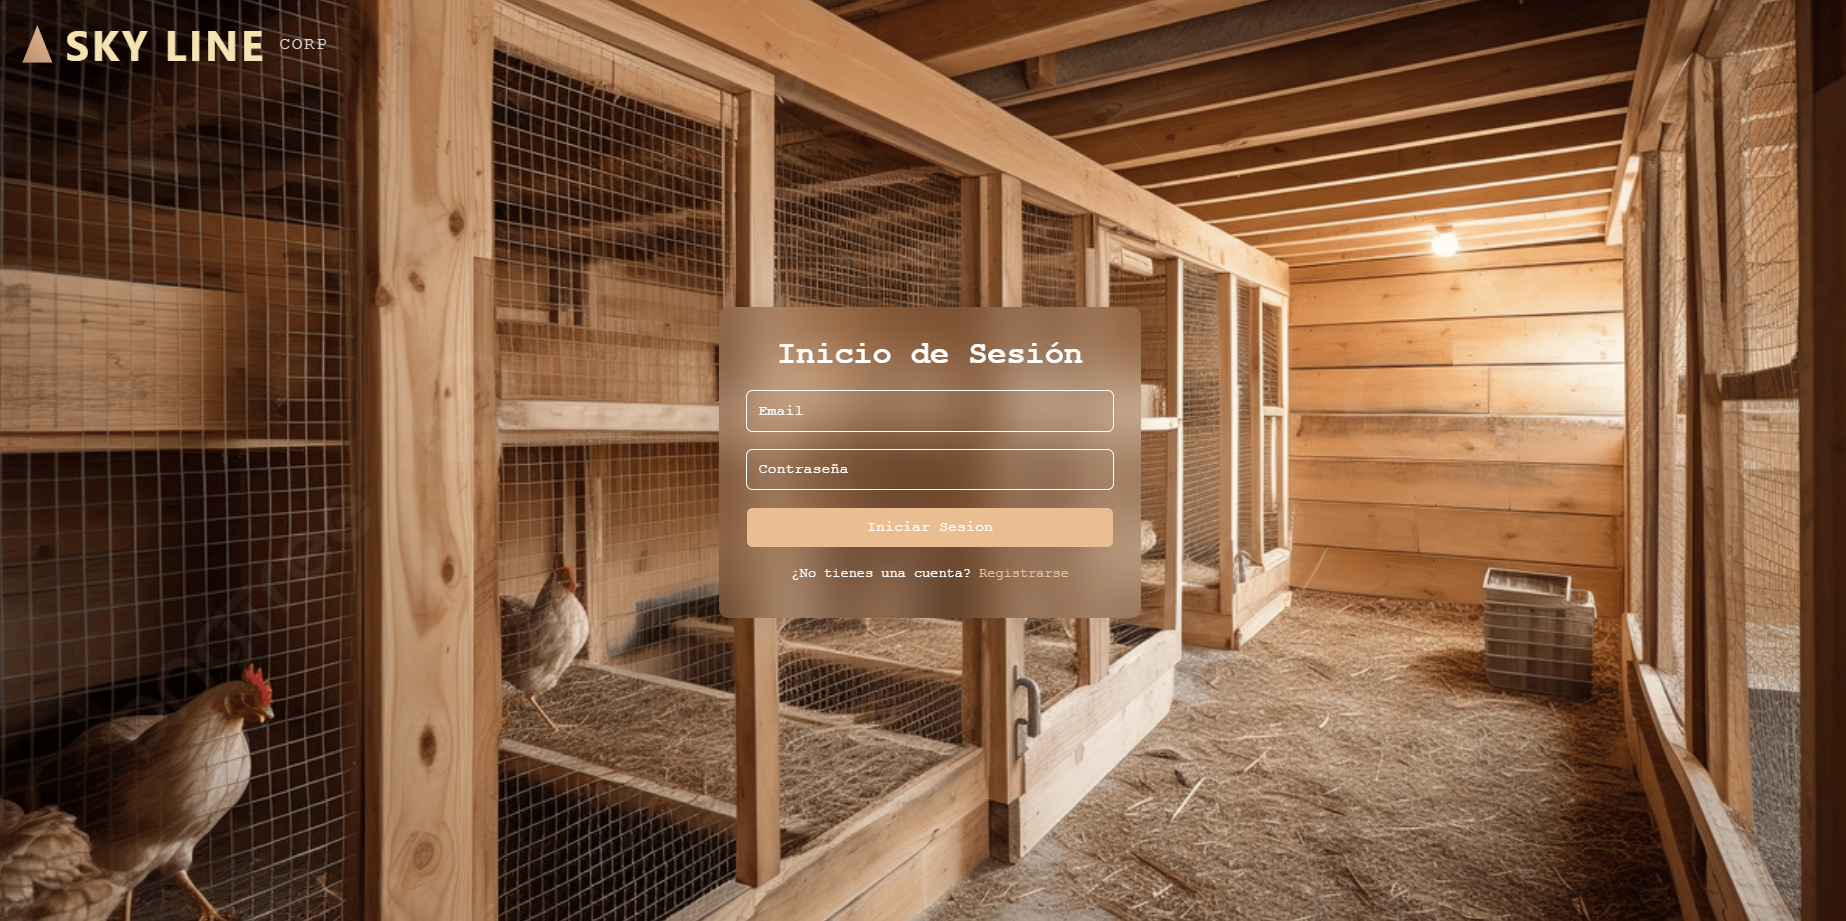 SKY LINE CORP
Inicio de Sesión
Email
Contraseña
Iniciar Sesion
¿No tienes una cuenta? Registrarse